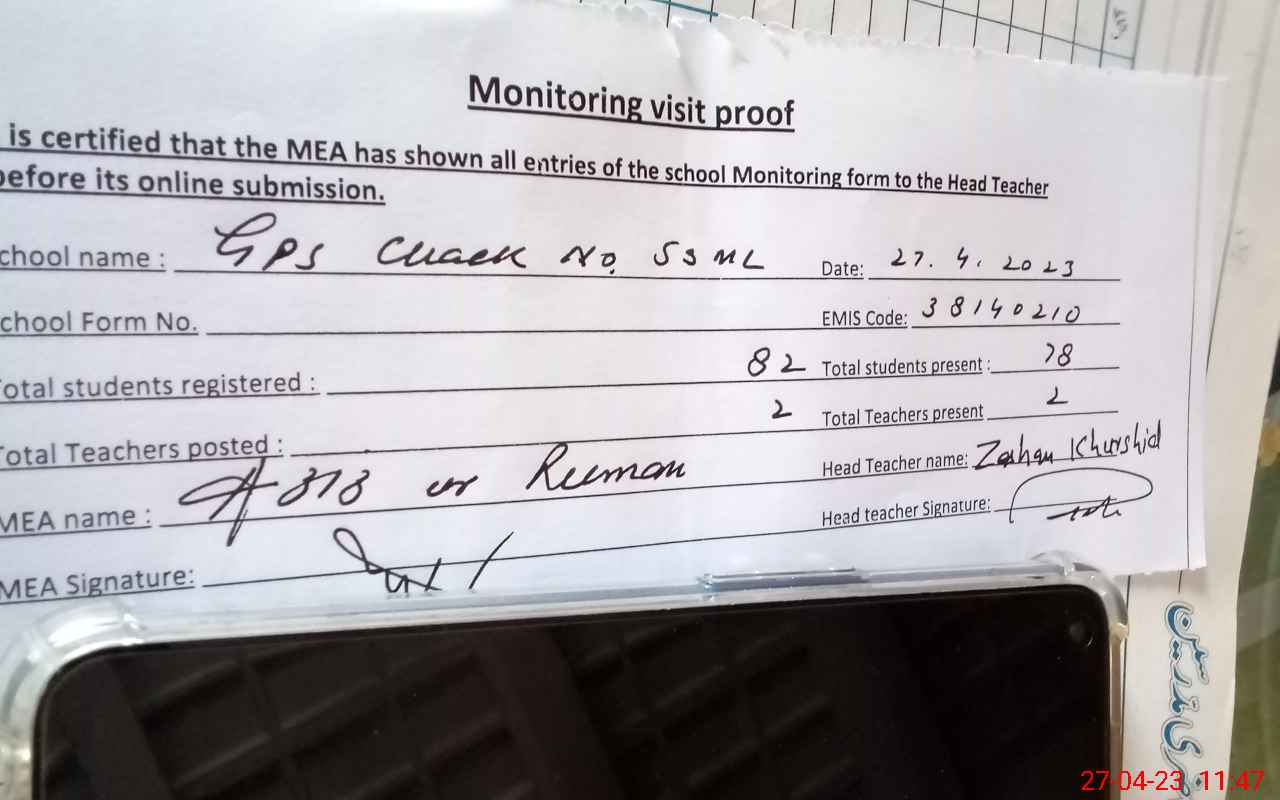 Monitoring visit proof
is certified that the MEA has shown all entries of the school Monitoring form to the Head Teacher
before its online submission.
chool name : GPS Chack No. 53 ML Date: 27. 4. 2023
chool Form No. EMIS Code: 38140210
otal students registered : 82 Total students present : 78
otal Teachers posted : 2 Total Teachers present 2
MEA name : ur Reeman Head Teacher name: Khurshid
MEA Signature: Head teacher Signature:
27-04-23 11:47